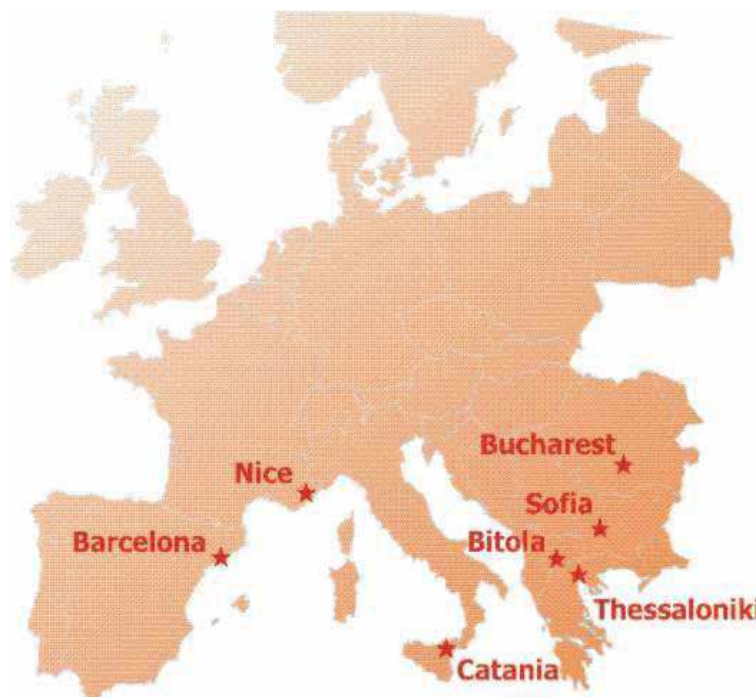 Bucharest
Nice
Sofia
Barcelona
Bitola
Thessaloniki
Catania